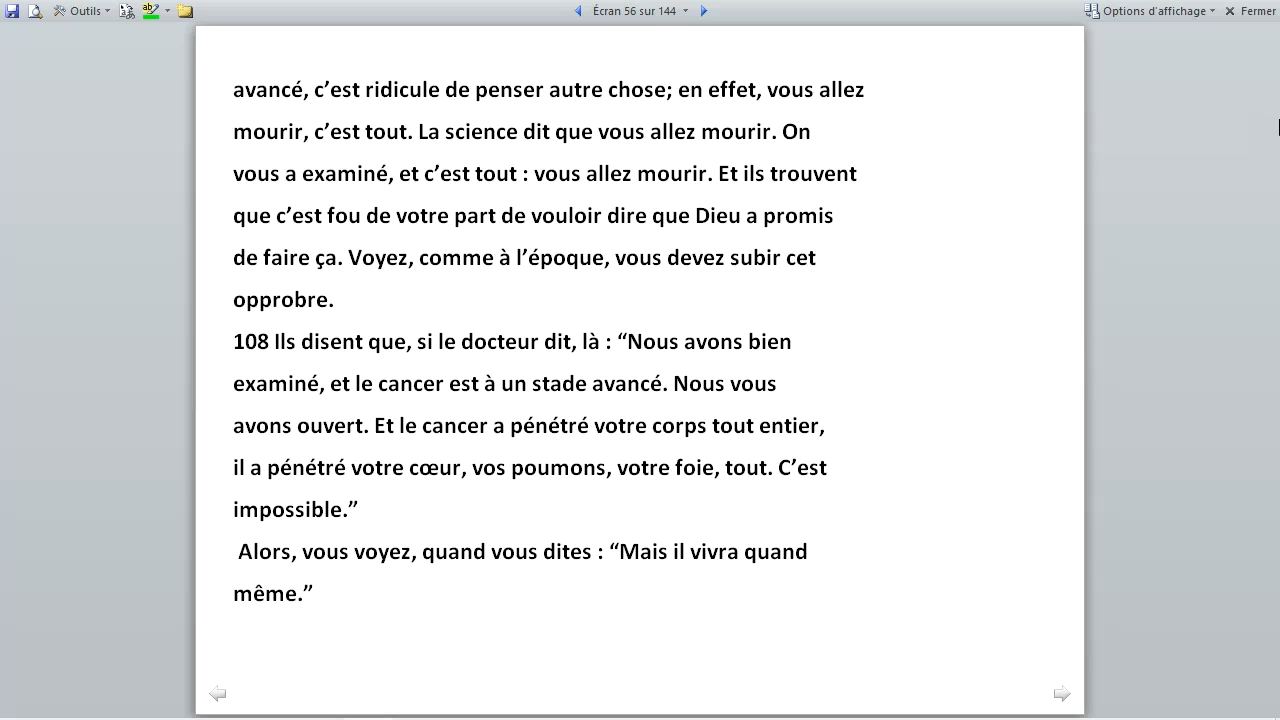 Outils Écran 56 sur 144 Options d'affichage Fermer
avancé, c’est ridicule de penser autre chose; en effet, vous allez
mourir, c’est tout. La science dit que vous allez mourir. On
vous a examiné, et c’est tout : vous allez mourir. Et ils trouvent
que c’est fou de votre part de vouloir dire que Dieu a promis
de faire ça. Voyez, comme à l’époque, vous devez subir cet
opprobre.
108 Ils disent que, si le docteur dit, là : “Nous avons bien
examiné, et le cancer est à un stade avancé. Nous vous
avons ouvert. Et le cancer a pénétré votre corps tout entier,
il a pénétré votre cœur, vos poumons, votre foie, tout. C’est
impossible.”
Alors, vous voyez, quand vous dites : “Mais il vivra quand
même.”